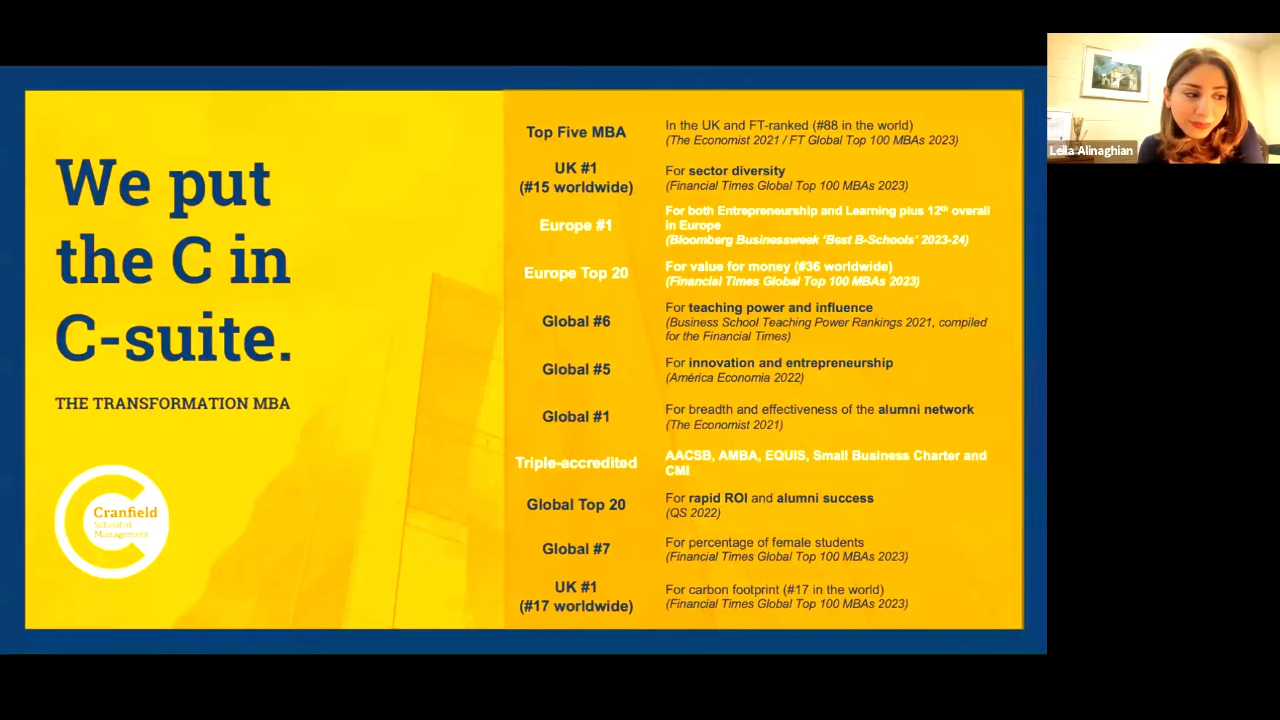 We put
the C in
C-suite.
THE TRANSFORMATION MBA
Cranfield
School of
Management
Top Five MBA
In the UK and FT-ranked (#88 in the world)
(The Economist 2021 / FT Global Top 100 MBAs 2023)
UK #1
(#15 worldwide)
For sector diversity
(Financial Times Global Top 100 MBAs 2023)
Europe #1
For both Entrepreneurship and Learning plus 12th overall
in Europe
(Bloomberg Businessweek ‘Best B-Schools’ 2023-24)
Europe Top 20
For value for money (#36 worldwide)
(Financial Times Global Top 100 MBAs 2023)
Global #6
For teaching power and influence
(Business School Teaching Power Rankings 2021, compiled
for the Financial Times)
Global #5
For innovation and entrepreneurship
(América Economia 2022)
Global #1
For breadth and effectiveness of the alumni network
(The Economist 2021)
Triple-accredited
AACSB, AMBA, EQUIS, Small Business Charter and
CMI
Global Top 20
For rapid ROI and alumni success
(QS 2022)
Global #7
For percentage of female students
(Financial Times Global Top 100 MBAs 2023)
UK #1
(#17 worldwide)
For carbon footprint (#17 in the world)
(Financial Times Global Top 100 MBAs 2023)
Leila Alinaghian